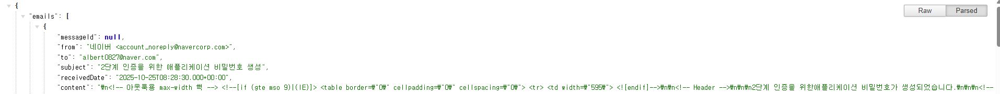 {
Raw Parsed
"emails": [
{
"messageId": null,
"from": "네이버 <account_noreply@navercorp.com>",
"to": "albert0827@naver.com",
"subject": "2단계 인증을 위한 애플리케이션 비밀번호 생성",
"receivedDate": "2025-10-25T08:28:30.000+00:00",
"content": "\n<!-- 아웃룩용 max-width 핵 --> <!--[if (gte mso 9)|(IE)]> <table border=\"0\" cellpadding=\"0\" cellspacing=\"0\"> <tr> <td width=\"595\"> <![endif]-->\n\n<!-- Header -->\n\n\n2단계 인증을 위한애플리케이션 비밀번호가 생성되었습니다.\n\n\n<!--